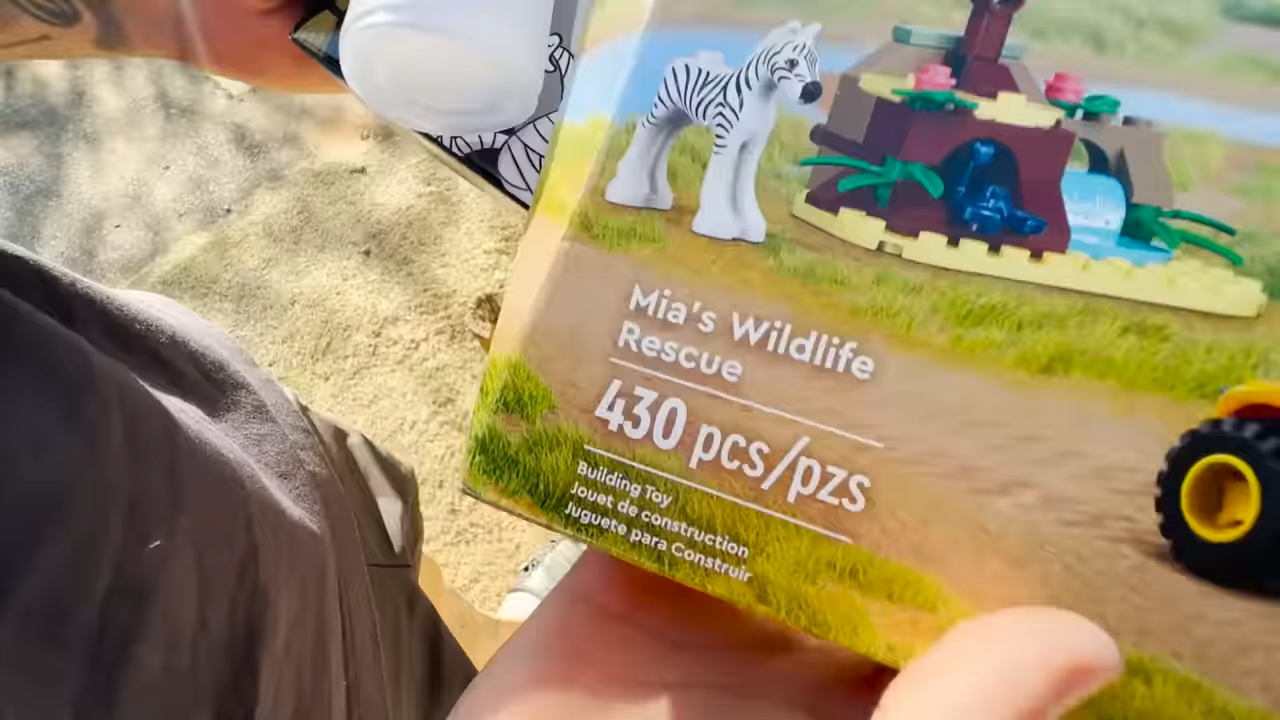 Mia's Wildlife
Rescue
430 pcs/pzs
Building Toy
Jouet de construction
Juguete para Construir